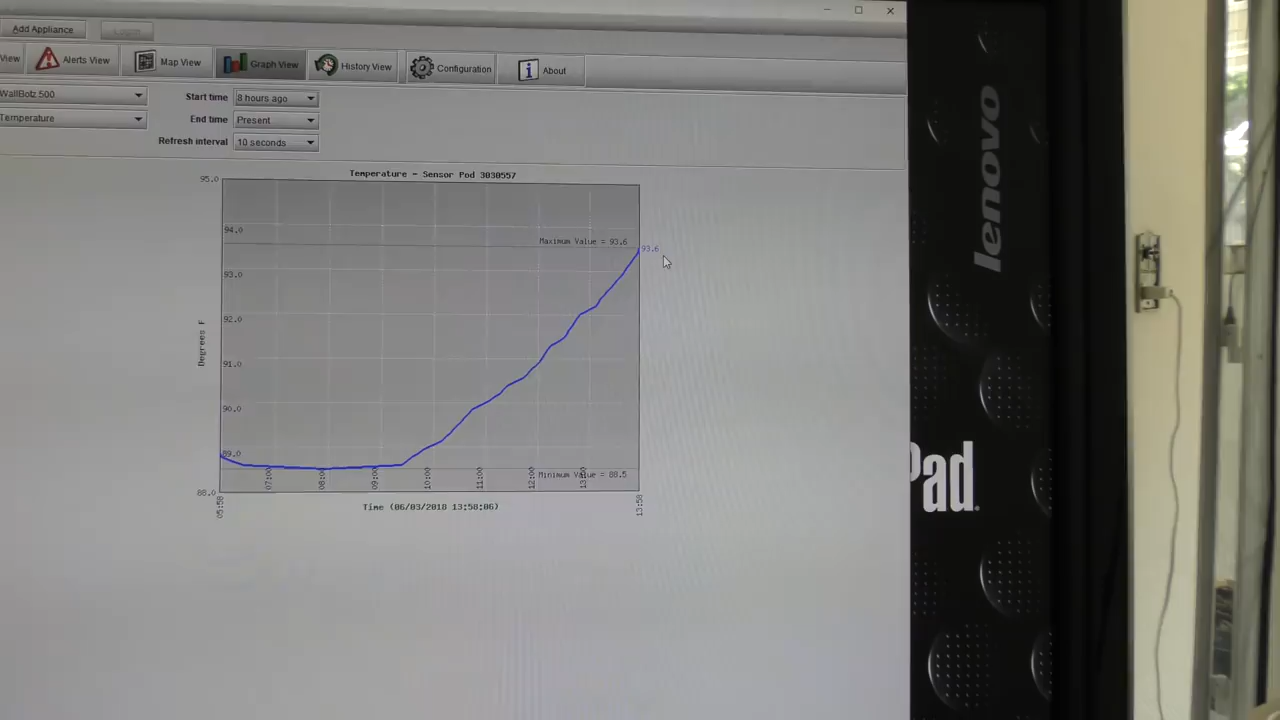 Add Appliance
Logon
View
Alerts View
Map View
Graph View
History View
Configuration
About
WallBotz 500
Start time
8 hours ago
Temperature
End time
Present
Refresh interval
10 seconds
Temperature - Sensor Pod 3030557
95.0
94.0
Maximum Value = 93.6
93.6
93.0
92.0
Degrees F
91.0
90.0
89.0
Minimum Value = 88.5
88.0
05:58
07:00
08:00
09:00
10:00
11:00
12:00
13:00
13:58
Time (06/03/2018 13:58:06)
lenovo
Pad